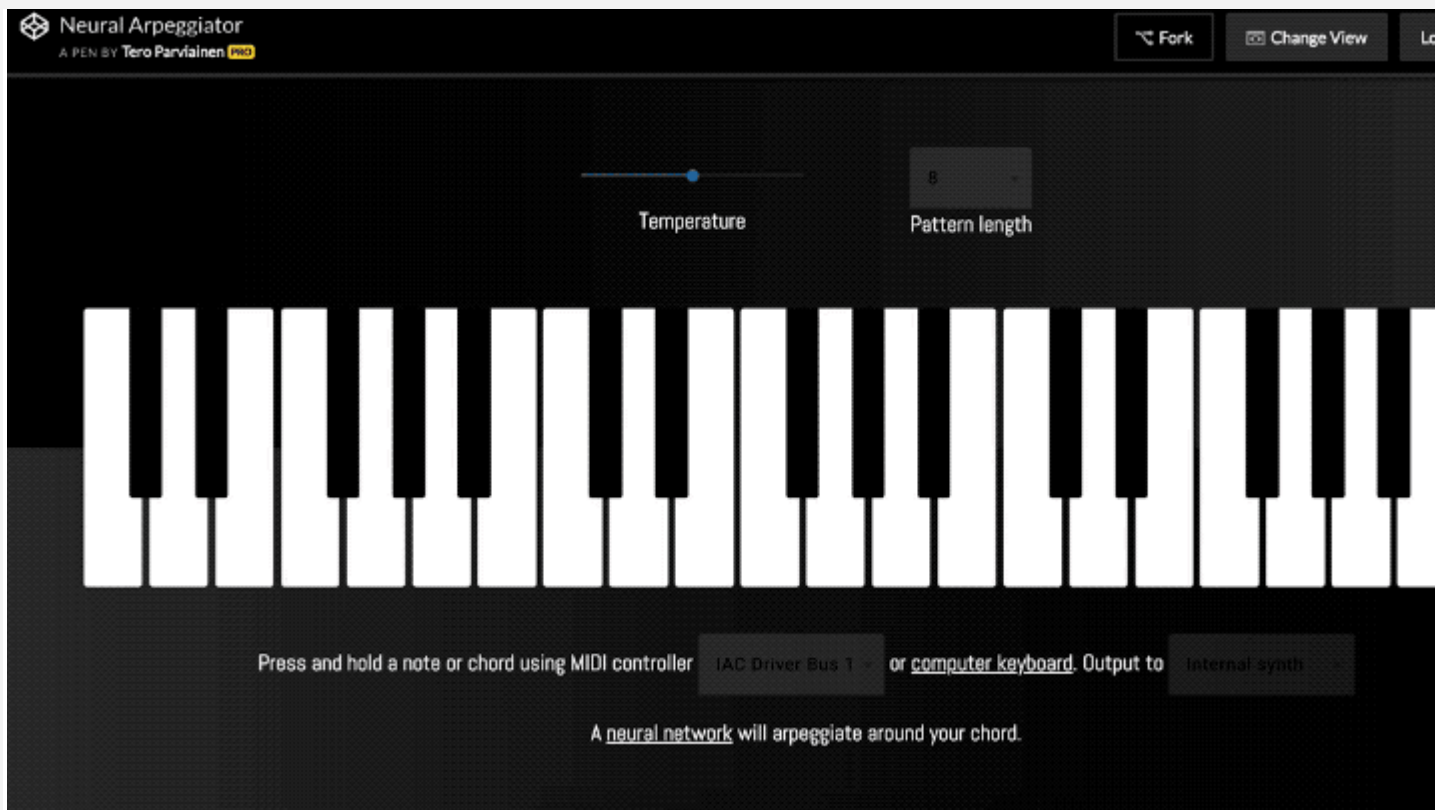 Neural Arpeggiator
A PEN BY Tero Parviainen PRO
Fork
Change View
Lo
8
Temperature
Pattern length
Press and hold a note or chord using MIDI controller IAC Driver Bus 1 or computer keyboard. Output to Internal synth
A neural network will arpeggiate around your chord.